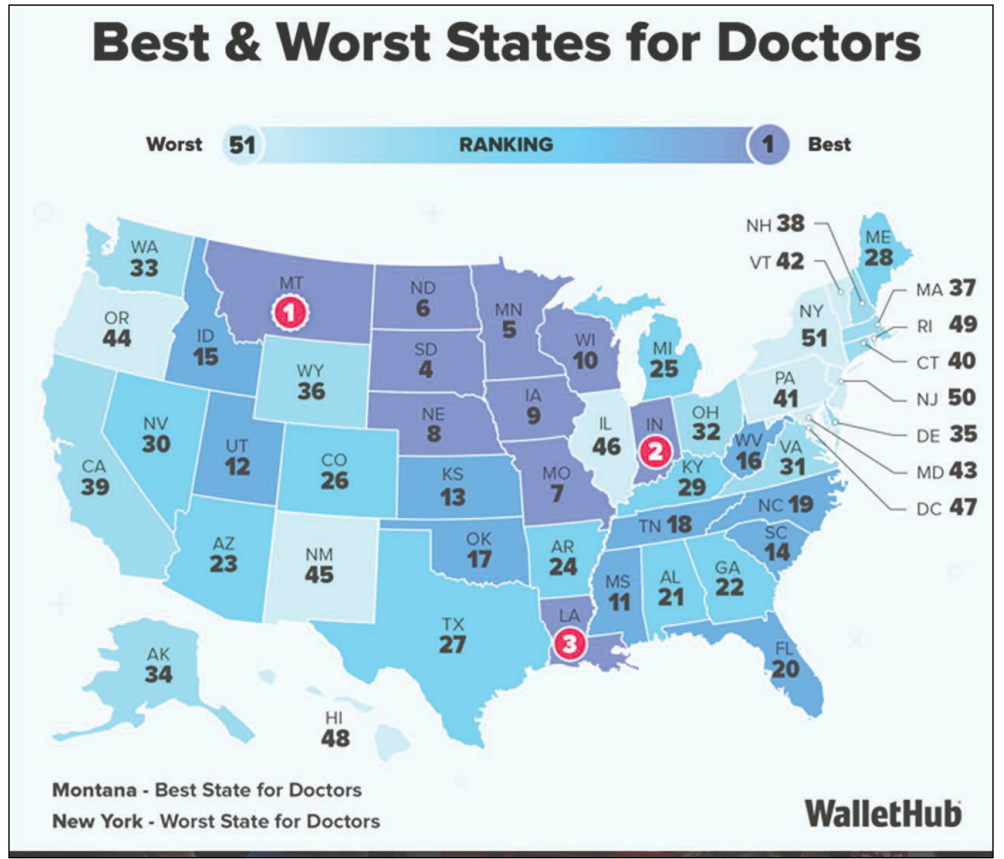 Best & Worst States for Doctors
Worst 51 RANKING 1 Best
WA
33
OR
44
CA
39
NV
30
ID
15
MT
1
WY
36
UT
12
AZ
23
CO
26
NM
45
ND
6
SD
4
NE
8
KS
13
OK
17
TX
27
MN
5
IA
9
MO
7
AR
24
LA
3
WI
10
IL
46
MI
25
IN
2
OH
32
KY
29
TN 18
MS
11
AL
21
GA
22
FL
20
SC
14
NC 19
VA
31
WV
16
PA
41
NY
51
ME
28
NH 38
VT 42
MA 37
RI 49
CT 40
NJ 50
DE 35
MD 43
DC 47
AK
34
HI
48
Montana - Best State for Doctors
New York - Worst State for Doctors
WalletHub